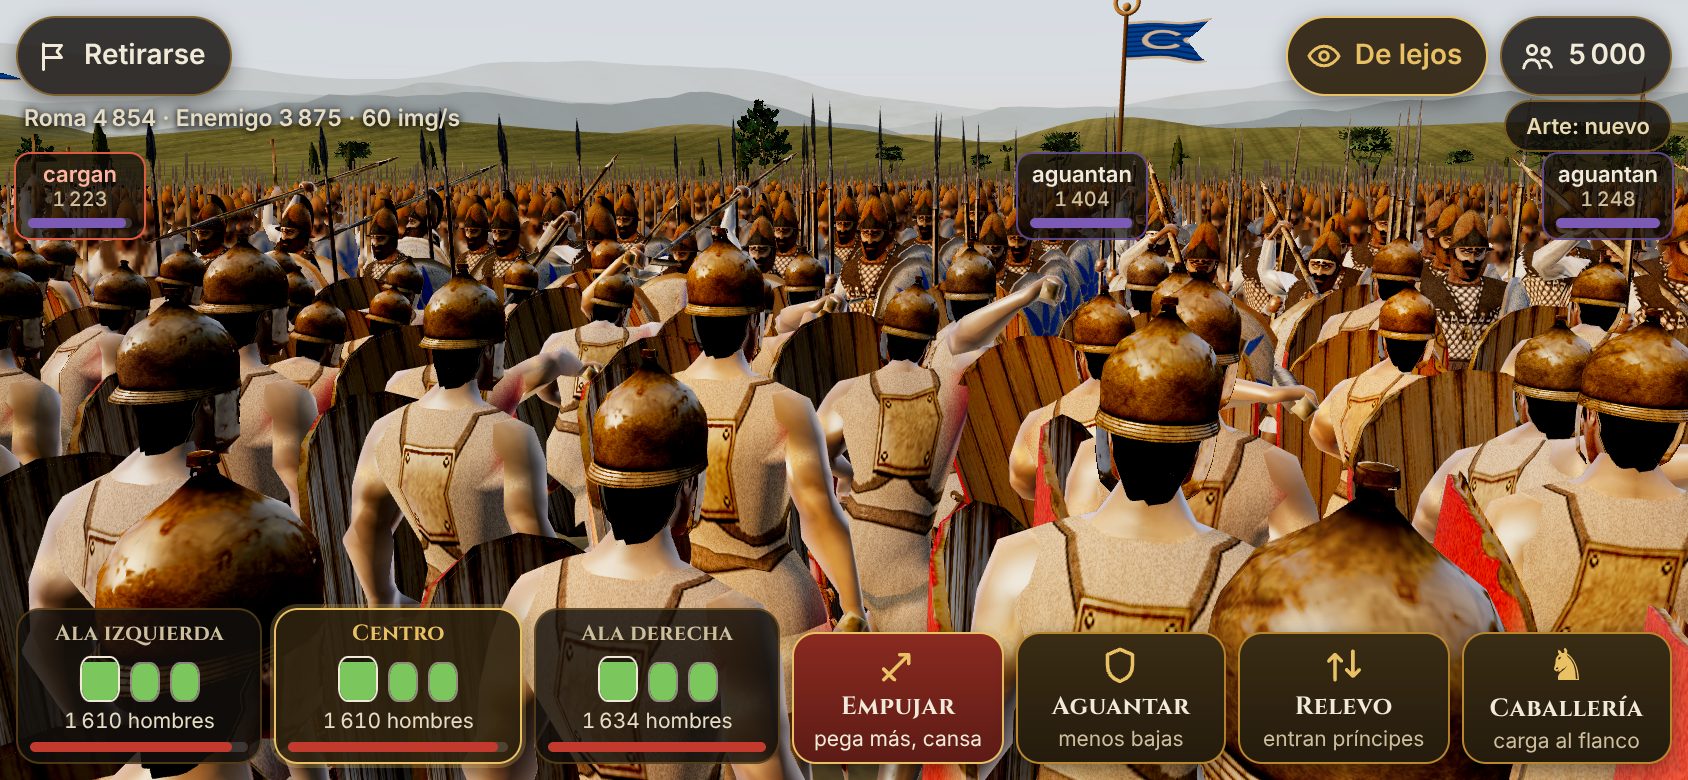 Retirarse
De lejos
5 000
Roma 4 854 · Enemigo 3 875 · 60 img/s
Arte: nuevo
cargan
1 223
aguantan
1 404
aguantan
1 248
Ala izquierda
1 610 hombres
Centro
1 610 hombres
Ala derecha
1 634 hombres
Empujar
pega más, cansa
Aguantar
menos bajas
Relevo
entran príncipes
Caballería
carga al flanco